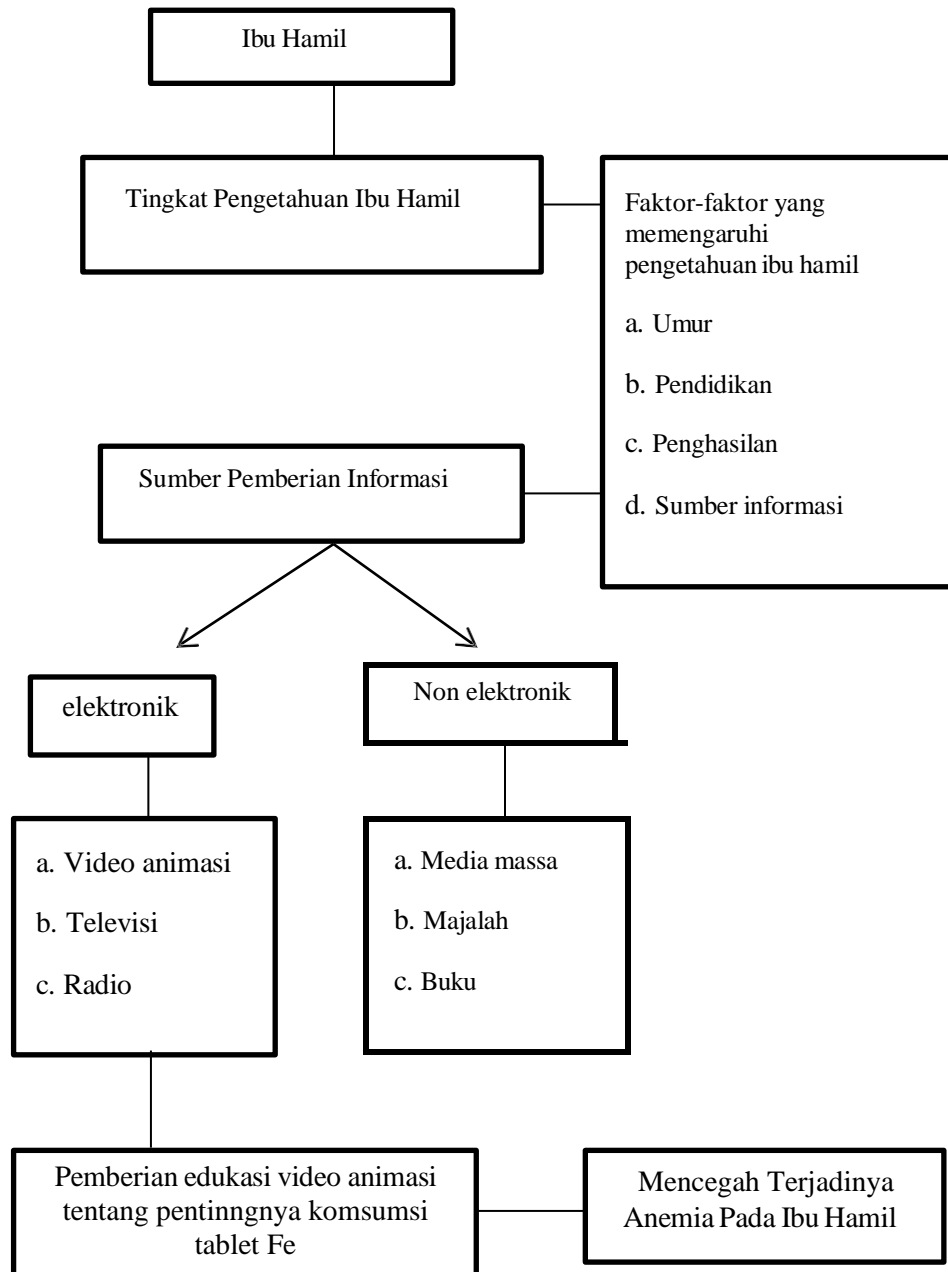 Ibu Hamil
Tingkat Pengetahuan Ibu Hamil
Faktor-faktor yang
memengaruhi
pengetahuan ibu hamil
a. Umur
b. Pendidikan
c. Penghasilan
d. Sumber informasi
Sumber Pemberian Informasi
elektronik
Non elektronik
a. Video animasi
b. Televisi
c. Radio
a. Media massa
b. Majalah
c. Buku
Pemberian edukasi video animasi
tentang pentinngnya komsumsi
tablet Fe
Mencegah Terjadinya
Anemia Pada Ibu Hamil